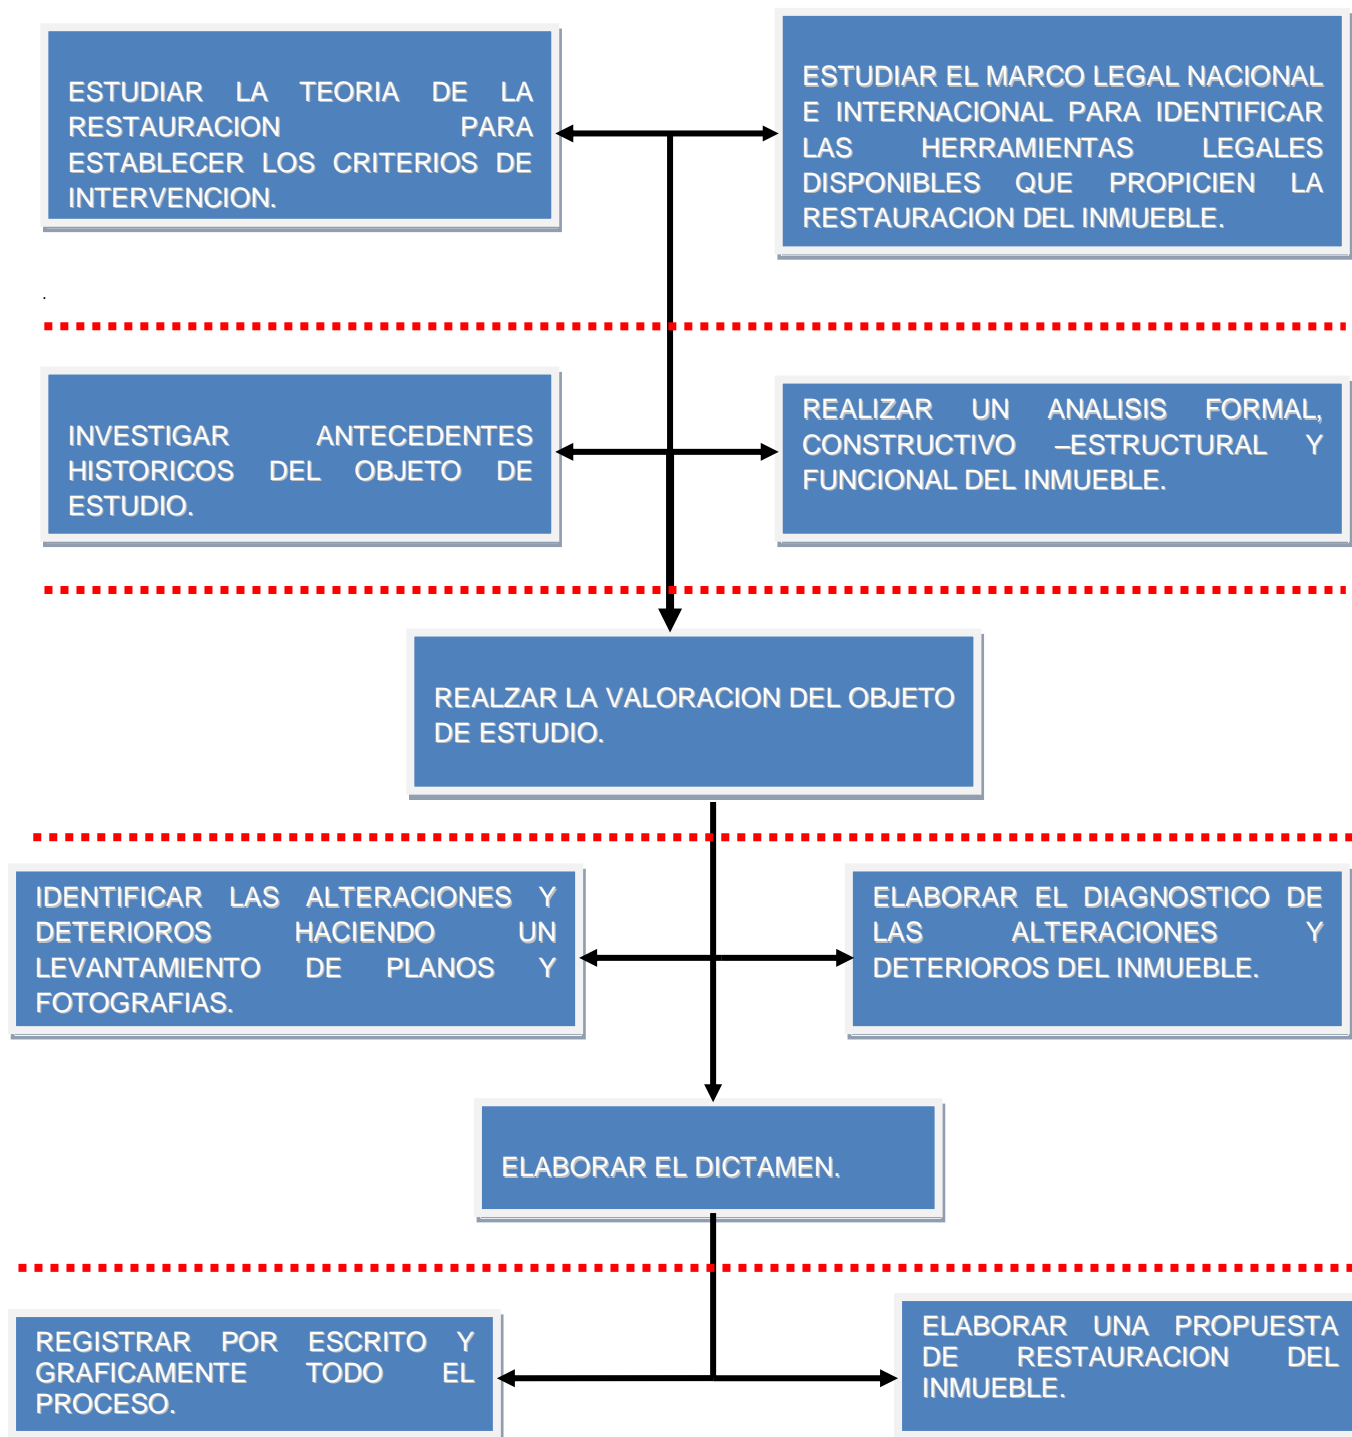 ESTUDIAR LA TEORIA DE LA
RESTAURACION PARA
ESTABLECER LOS CRITERIOS DE
INTERVENCION.
ESTUDIAR EL MARCO LEGAL NACIONAL
E INTERNACIONAL PARA IDENTIFICAR
LAS HERRAMIENTAS LEGALES
DISPONIBLES QUE PROPICIEN LA
RESTAURACION DEL INMUEBLE.
.
INVESTIGAR ANTECEDENTES
HISTORICOS DEL OBJETO DE
ESTUDIO.
REALIZAR UN ANALISIS FORMAL,
CONSTRUCTIVO –ESTRUCTURAL Y
FUNCIONAL DEL INMUEBLE.
REALZAR LA VALORACION DEL OBJETO
DE ESTUDIO.
IDENTIFICAR LAS ALTERACIONES Y
DETERIOROS HACIENDO UN
LEVANTAMIENTO DE PLANOS Y
FOTOGRAFIAS.
ELABORAR EL DIAGNOSTICO DE
LAS ALTERACIONES Y
DETERIOROS DEL INMUEBLE.
ELABORAR EL DICTAMEN.
REGISTRAR POR ESCRITO Y
GRAFICAMENTE TODO EL
PROCESO.
ELABORAR UNA PROPUESTA
DE RESTAURACION DEL
INMUEBLE.